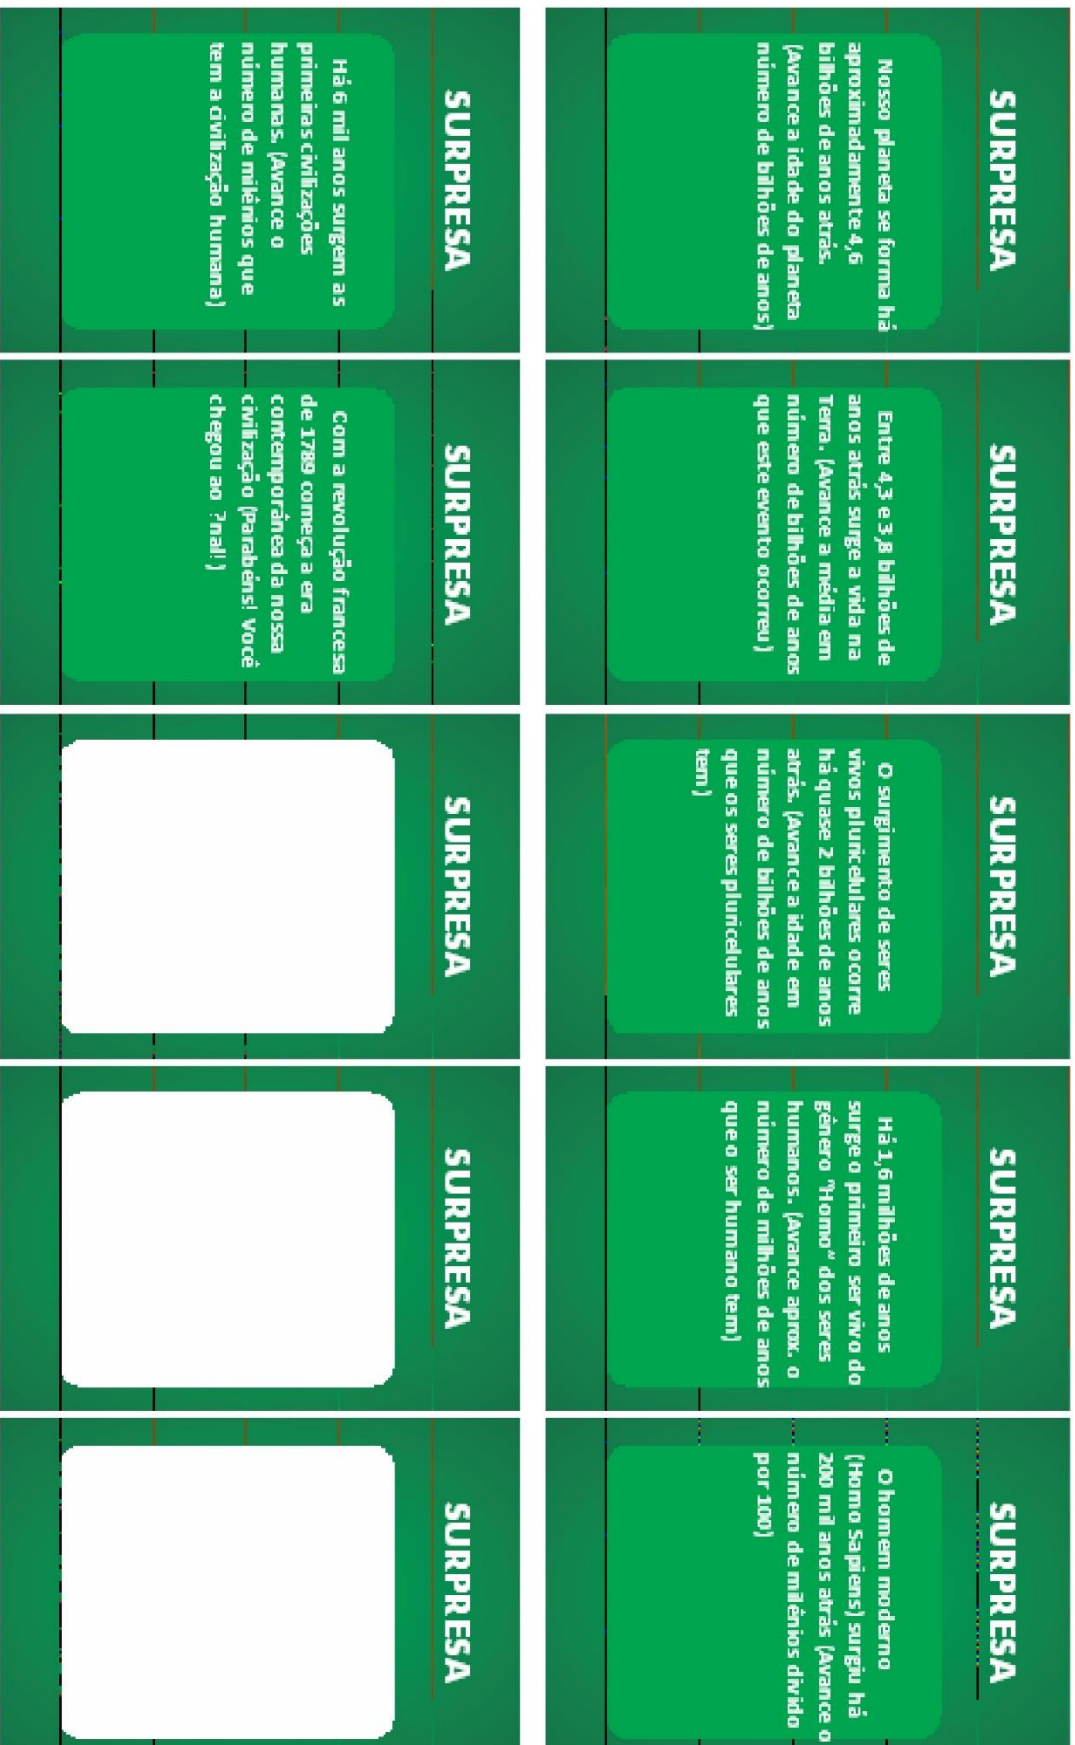 SURPRESA
Nosso planeta se forma há
aproximadamente 4,6
bilhões de anos atrás.
(Avance a idade do planeta
número de bilhões de anos)
SURPRESA
Entre 4,3 e 3,8 bilhões de
anos atrás surge a vida na
Terra. (Avance a média em
número de bilhões de anos
que este evento ocorreu)
SURPRESA
O surgimento de seres
vivos pluricelulares ocorre
há quase 2 bilhões de anos
atrás. (Avance a idade em
número de bilhões de anos
que os seres pluricelulares
tem)
SURPRESA
Há 1,6 milhões de anos
surge o primeiro ser vivo do
gênero "Homo" dos seres
humanos. (Avance aprox. o
número de milhões de anos
que o ser humano tem)
SURPRESA
O homem moderno
(Homo Sapiens) surgiu há
200 mil anos atrás (Avance o
número de milênios divido
por 100)
SURPRESA
Há 6 mil anos surgem as
primeiras civilizações
humanas. (Avance o
número de milênios que
tem a civilização humana)
SURPRESA
Com a revolução francesa
de 1789 começa a era
contemporânea da nossa
civilização (Parabéns! Você
chegou ao ?nal! )
SURPRESA
SURPRESA
SURPRESA